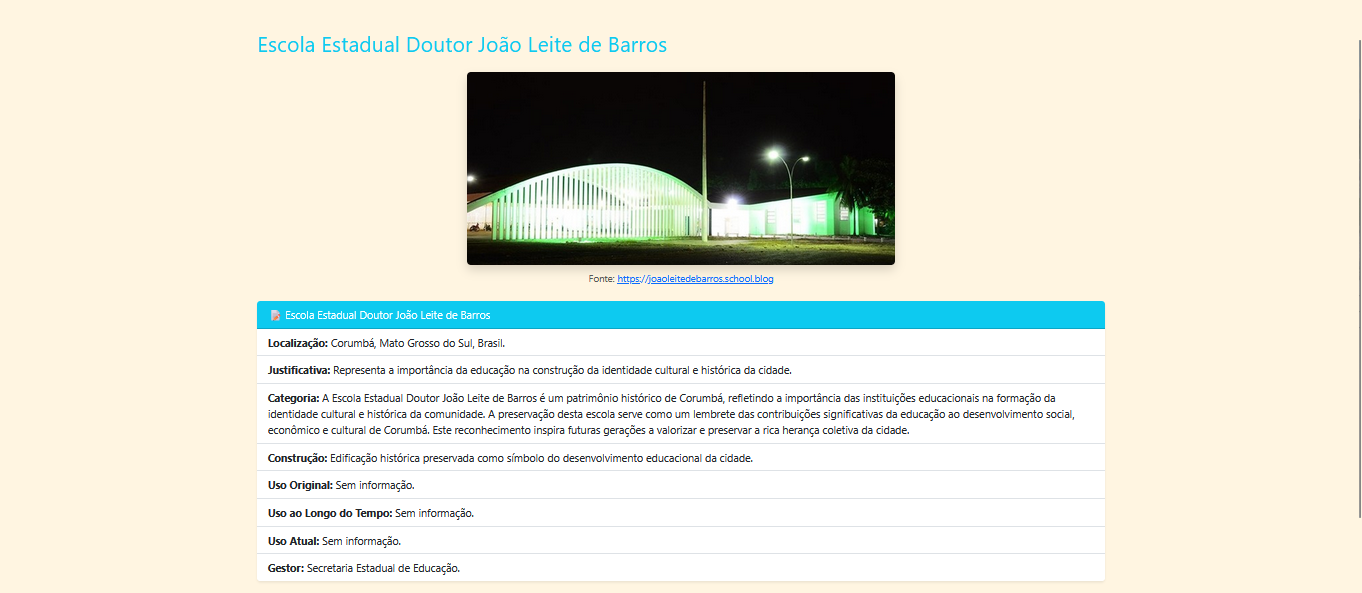 Escola Estadual Doutor João Leite de Barros
Fonte: https://joaoleitedebarros.school.blog
Escola Estadual Doutor João Leite de Barros
Localização: Corumbá, Mato Grosso do Sul, Brasil.
Justificativa: Representa a importância da educação na construção da identidade cultural e histórica da cidade.
Categoria: A Escola Estadual Doutor João Leite de Barros é um patrimônio histórico de Corumbá, refletindo a importância das instituições educacionais na formação da
identidade cultural e histórica da comunidade. A preservação desta escola serve como um lembrete das contribuições significativas da educação ao desenvolvimento social,
econômico e cultural de Corumbá. Este reconhecimento inspira futuras gerações a valorizar e preservar a rica herança coletiva da cidade.
Construção: Edificação histórica preservada como símbolo do desenvolvimento educacional da cidade.
Uso Original: Sem informação.
Uso ao Longo do Tempo: Sem informação.
Uso Atual: Sem informação.
Gestor: Secretaria Estadual de Educação.